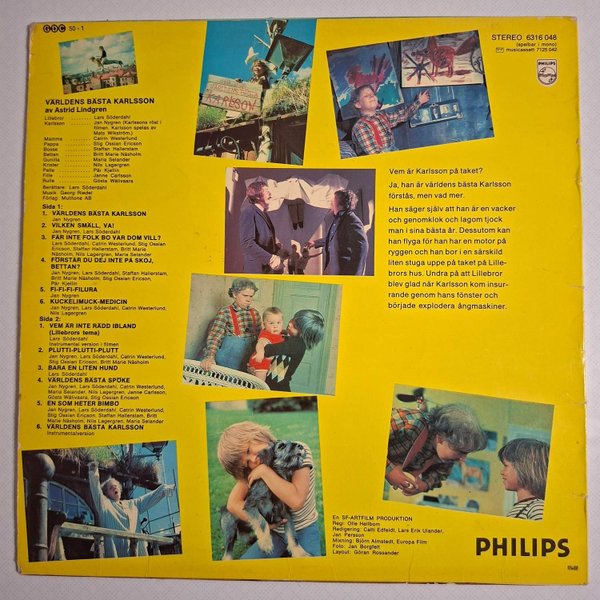 GDC 50 - 1
STEREO 6316 048
(spelbar i mono)
musicassett 7125 042
PHILIPS
VÄRLDENS BÄSTA KARLSSON
av Astrid Lindgren
Lillebror Lars Söderdahl
Karlsson Jan Nygren (Karlssons röst i
filmen. Karlsson spelas av
Mats Wikström.)
Mamma Catrin Westerlund
Pappa Stig Ossian Ericson
Bosse Staffan Hallerstam
Bettan Britt Marie Näsholm
Gunilla Maria Selander
Krister Nils Lagergren
Pelle Pär Kjellin
Fille Janne Carlsson
Rulle Gösta Wälivaara
Berättare: Lars Söderdahl
Musik: Georg Riedel
Förlag: Multitone AB
Side 1:
1. VÄRLDENS BÄSTA KARLSSON
Jan Nygren
2. VILKEN SMÄLL, VA!
Jan Nygren, Lars Söderdahl
3. FÅR INTE FOLK BO VAR DOM VILL?
Lars Söderdahl, Catrin Westerlund, Stig
Ossian Ericson, Staffan Hallerstam, Britt Marie
Näsholm, Nils Lagergren, Maria Selander
4. FÖRSTÅR DU DEJ INTE PÅ SKOJ,
BETTAN?
Jan Nygren, Lars Söderdahl, Staffan Hallerstam,
Britt Marie Näsholm, Stig Ossian Ericson,
Pär Kjellin
5. FI-FI-FI-FILURA
Jan Nygren
6. KUCKELIMUCK-MEDICIN
Jan Nygren, Lars Söderdahl, Catrin Westerlund,
Nils Lagergren
Side 2:
1. VEM ÄR INTE RÄDD IBLAND
(Lillebrors tema)
Lars Söderdahl
Instrumental version i filmen
2. PLUTTI-PLUTTI-PLUTT
Jan Nygren, Lars Söderdahl, Catrin Westerlund,
Stig Ossian Ericson, Britt Marie Näsholm
3. BARA EN LITEN HUND
Lars Söderdahl
4. VÄRLDENS BÄSTA SPÖKE
Jan Nygren, Lars Söderdahl, Catrin Westerlund,
Maria Selander, Nils Lagergren, Janne Carlsson,
Gösta Wälivaara, Stig Ossian Ericson
5. EN SOM HETER BIMBO
Jan Nygren, Lars Söderdahl, Catrin Westerlund,
Stig Ossian Ericson, Staffan Hallerstam, Britt
Marie Näsholm, Nils Lagergren, Maria Selander
6. VÄRLDENS BÄSTA KARLSSON
Instrumentalversion
Vem är Karlsson på taket?
Ja, han är världens bästa Karlsson
förstås, men vad mer.
Han säger själv att han är en vacker
och genomklok och lagom tjock
man i sina bästa år. Dessutom kan
han flyga för han har en motor på
ryggen och han bor i en särskild
liten stuga uppe på taket på Lille-
brors hus. Undra på att Lillebror
blev glad när Karlsson kom insur-
rande genom hans fönster och
började explodera ångmaskiner.
En SF-ARTFILM PRODUKTION
Regi: Olle Hellbom
Redigering: Calli Edfeldt, Lars Erik Ulander,
Jan Persson
Mixning: Björn Almstedt, Europa Film
Foto: Jan Borgfelt
Layout: Göran Rossander
PHILIPS